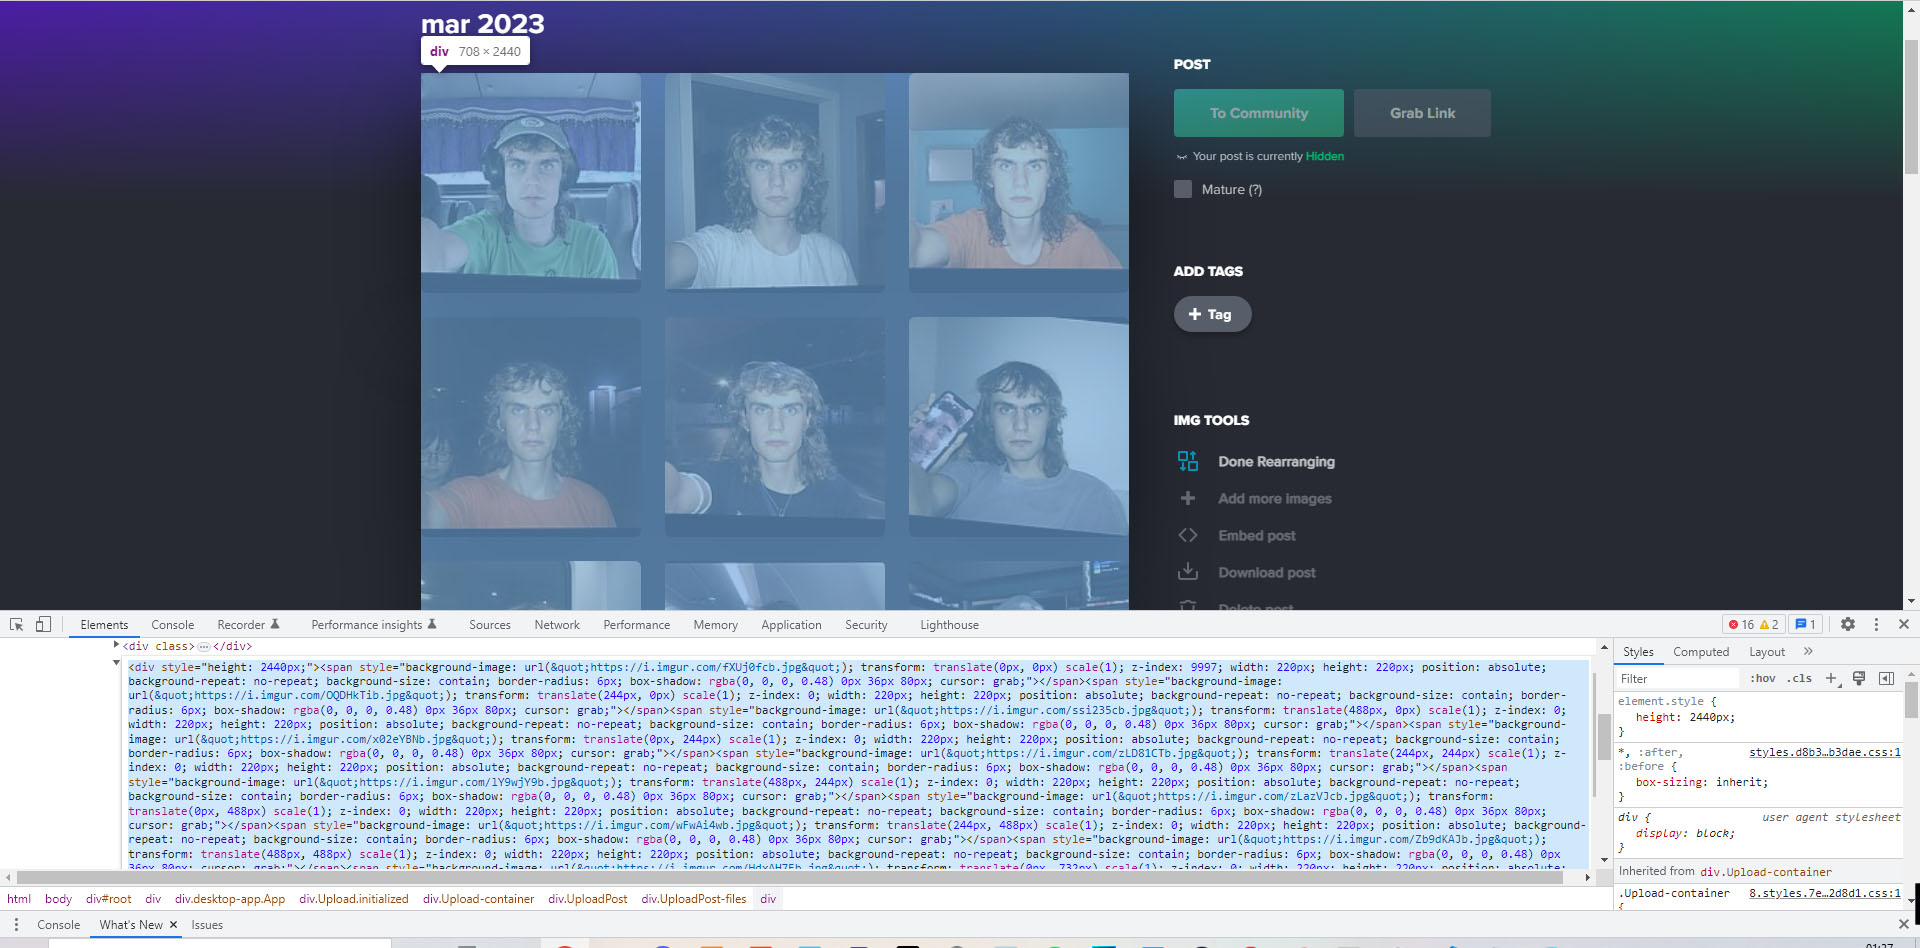 mar 2023
div 708 × 2440
POST
To Community
Grab Link
Your post is currently Hidden
Mature (?)
ADD TAGS
+ Tag
IMG TOOLS
Done Rearranging
Add more images
Embed post
Download post
Delete post
Elements Console Recorder Performance insights Sources Network Performance Memory Application Security Lighthouse 16 2 1
<div class>…</div>
<div style="height: 2440px;"><span style="background-image: url(&quot;https://i.imgur.com/fXUj0fcb.jpg&quot;); transform: translate(0px, 0px) scale(1); z-index: 9997; width: 220px; height: 220px; position: absolute;
background-repeat: no-repeat; background-size: contain; border-radius: 6px; box-shadow: rgba(0, 0, 0, 0.48) 0px 36px 80px; cursor: grab;"></span><span style="background-image:
url(&quot;https://i.imgur.com/OQDHkTib.jpg&quot;); transform: translate(244px, 0px) scale(1); z-index: 0; width: 220px; height: 220px; position: absolute; background-repeat: no-repeat; background-size: contain; border-
radius: 6px; box-shadow: rgba(0, 0, 0, 0.48) 0px 36px 80px; cursor: grab;"></span><span style="background-image: url(&quot;https://i.imgur.com/ssi235cb.jpg&quot;); transform: translate(488px, 0px) scale(1); z-index: 0;
width: 220px; height: 220px; position: absolute; background-repeat: no-repeat; background-size: contain; border-radius: 6px; box-shadow: rgba(0, 0, 0, 0.48) 0px 36px 80px; cursor: grab;"></span><span style="background-
image: url(&quot;https://i.imgur.com/x02eYBNb.jpg&quot;); transform: translate(0px, 244px) scale(1); z-index: 0; width: 220px; height: 220px; position: absolute; background-repeat: no-repeat; background-size: contain;
border-radius: 6px; box-shadow: rgba(0, 0, 0, 0.48) 0px 36px 80px; cursor: grab;"></span><span style="background-image: url(&quot;https://i.imgur.com/zLD81CTb.jpg&quot;); transform: translate(244px, 244px) scale(1); z-
index: 0; width: 220px; height: 220px; position: absolute; background-repeat: no-repeat; background-size: contain; border-radius: 6px; box-shadow: rgba(0, 0, 0, 0.48) 0px 36px 80px; cursor: grab;"></span><span
style="background-image: url(&quot;https://i.imgur.com/lY9wjY9b.jpg&quot;); transform: translate(488px, 244px) scale(1); z-index: 0; width: 220px; height: 220px; position: absolute; background-repeat: no-repeat;
background-size: contain; border-radius: 6px; box-shadow: rgba(0, 0, 0, 0.48) 0px 36px 80px; cursor: grab;"></span><span style="background-image: url(&quot;https://i.imgur.com/zLazVJcb.jpg&quot;); transform:
translate(0px, 488px) scale(1); z-index: 0; width: 220px; height: 220px; position: absolute; background-repeat: no-repeat; background-size: contain; border-radius: 6px; box-shadow: rgba(0, 0, 0, 0.48) 0px 36px 80px;
cursor: grab;"></span><span style="background-image: url(&quot;https://i.imgur.com/wFwAi4wb.jpg&quot;); transform: translate(244px, 488px) scale(1); z-index: 0; width: 220px; height: 220px; position: absolute; background-
repeat: no-repeat; background-size: contain; border-radius: 6px; box-shadow: rgba(0, 0, 0, 0.48) 0px 36px 80px; cursor: grab;"></span><span style="background-image: url(&quot;https://i.imgur.com/Zb9dKAJb.jpg&quot;);
transform: translate(488px, 488px) scale(1); z-index: 0; width: 220px; height: 220px; position: absolute; background-repeat: no-repeat; background-size: contain; border-radius: 6px; box-shadow: rgba(0, 0, 0, 0.48) 0px
36px 80px; cursor: grab;"></span><span style="background-image: url(&quot;https://i.imgur.com/HdxAH7Fb.jpg&quot;); transform: translate(0px, 732px) scale(1); z-index: 0; width: 220px; height: 220px; position: absolute;
html body div#root div div.desktop-app.App div.Upload.initialized div.Upload-container div.UploadPost div.UploadPost-files div
Styles Computed Layout »
Filter :hov .cls +
element.style {
height: 2440px;
}
*, :after, styles.d8b3…b3dae.css:1
:before {
box-sizing: inherit;
}
div { user agent stylesheet
display: block;
}
Inherited from div.Upload-container
.Upload-container 8.styles.7e…2d8d1.css:1
{
Console What's New × Issues
01:27